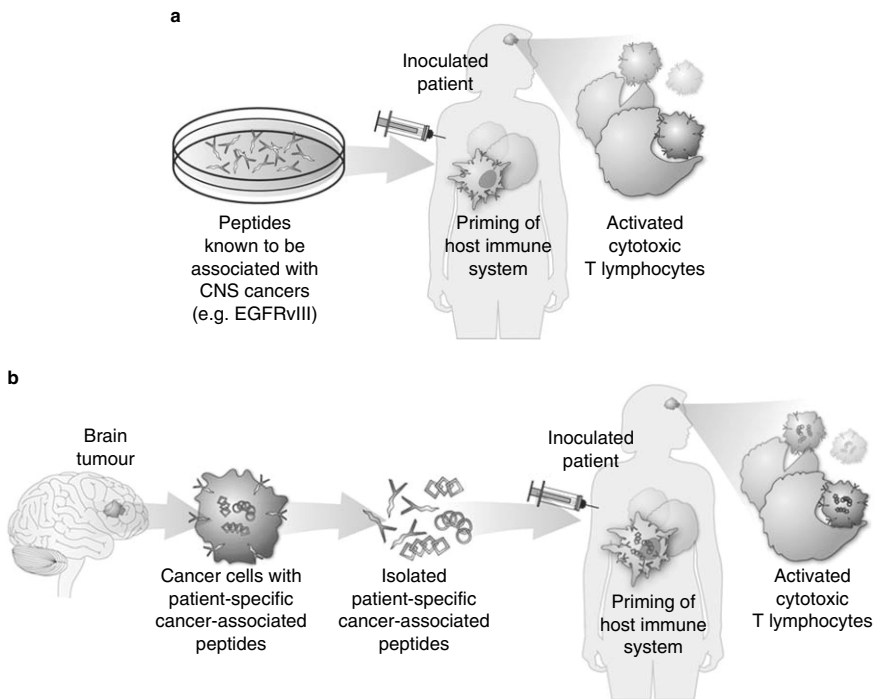 a
Inoculated
patient
Peptides
known to be
associated with
CNS cancers
(e.g. EGFRvIII)
Priming of
host immune
system
Activated
cytotoxic
T lymphocytes
b
Brain
tumour
Cancer cells with
patient-specific
cancer-associated
peptides
Isolated
patient-specific
cancer-associated
peptides
Inoculated
patient
Priming of
host immune
system
Activated
cytotoxic
T lymphocytes